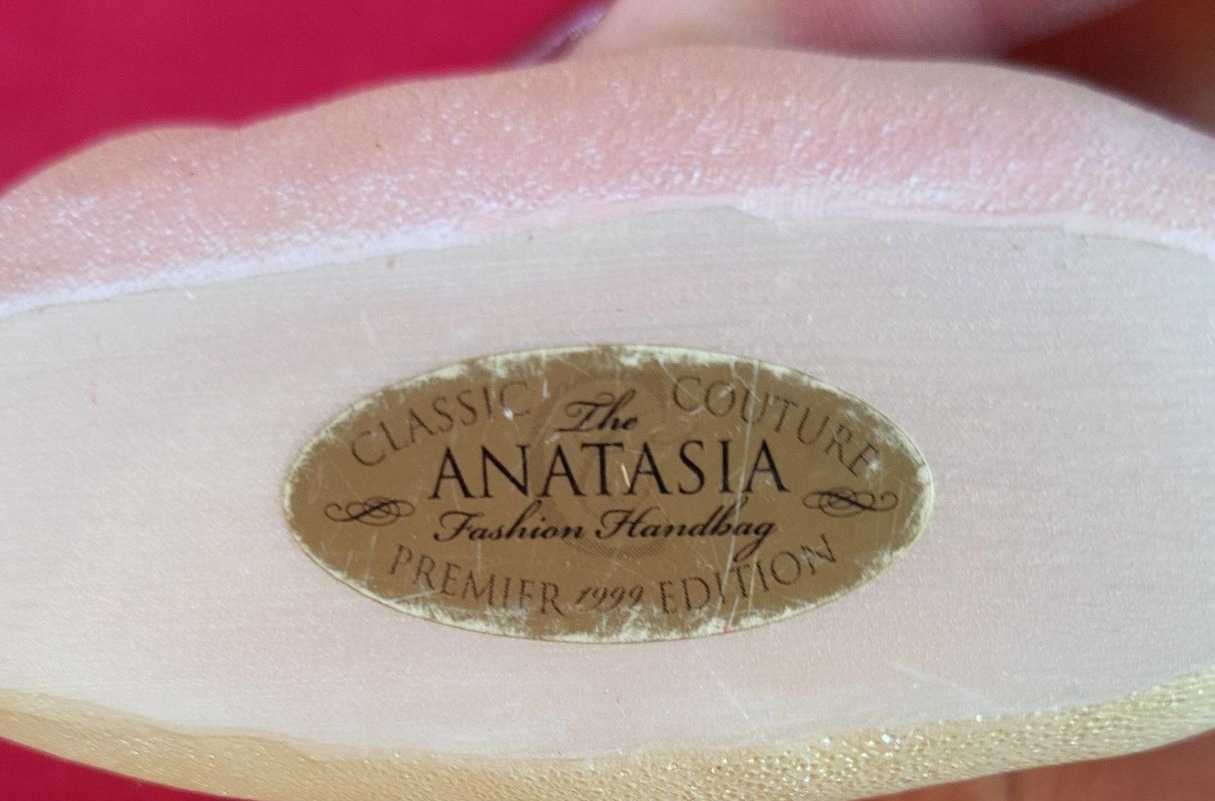 CLASSIC COUTURE
The
ANATASIA
Fashion Handbag
PREMIER 1999 EDITION